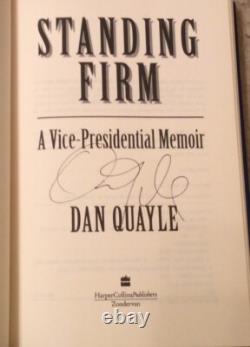 STANDING
FIRM
A Vice-Presidential Memoir
DAN QUAYLE
HarperCollinsPublishers
Zondervan